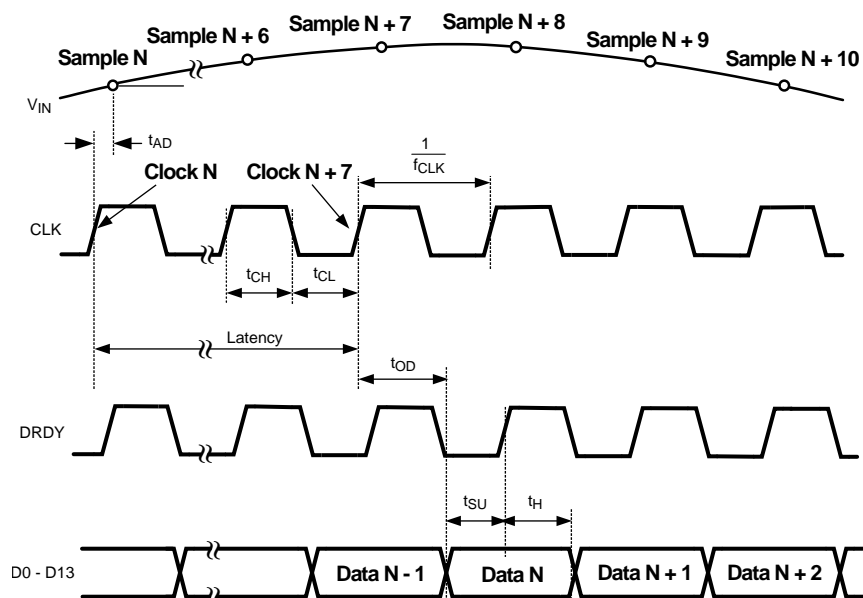 Sample N
Sample N + 6
Sample N + 7
Sample N + 8
Sample N + 9
Sample N + 10
VIN
tAD
Clock N
Clock N + 7
1
fCLK
CLK
tCH
tCL
Latency
tOD
DRDY
tSU
tH
D0 - D13
Data N - 1
Data N
Data N + 1
Data N + 2